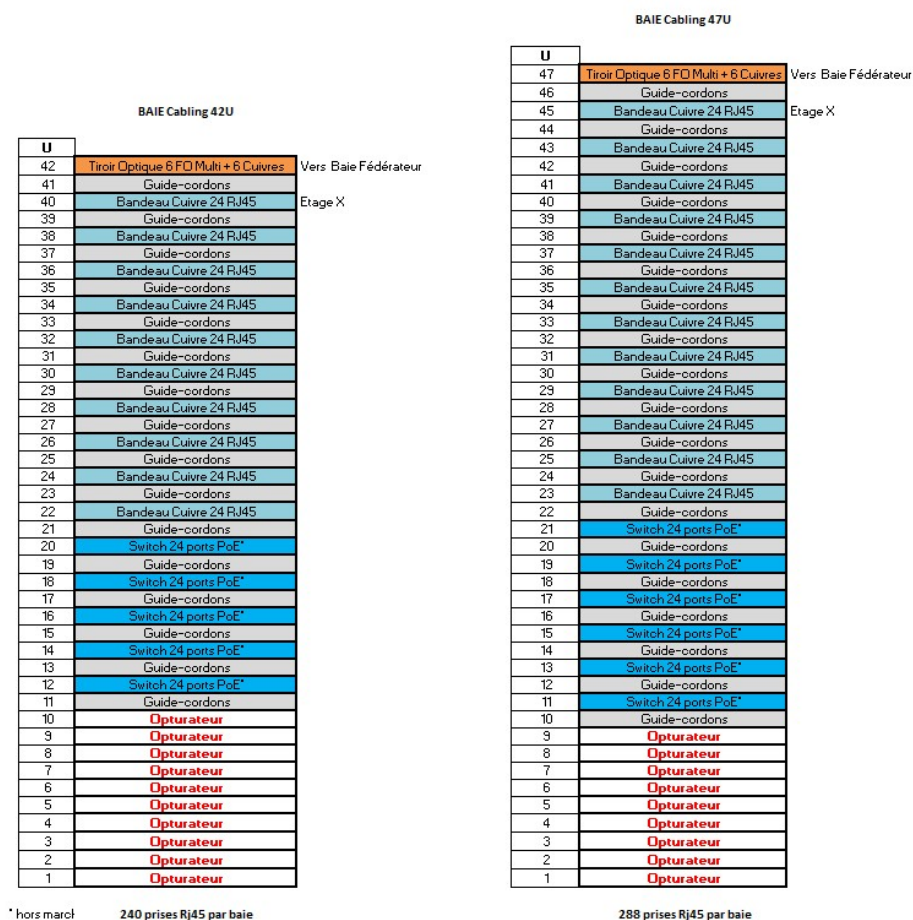 BAIE Cabling 42U
U
42 Tiroir Optique 6 FO Multi + 6 Cuivres Vers Baie Fédérateur
41 Guide-cordons
40 Bandeau Cuivre 24 RJ45 Etage X
39 Guide-cordons
38 Bandeau Cuivre 24 RJ45
37 Guide-cordons
36 Bandeau Cuivre 24 RJ45
35 Guide-cordons
34 Bandeau Cuivre 24 RJ45
33 Guide-cordons
32 Bandeau Cuivre 24 RJ45
31 Guide-cordons
30 Bandeau Cuivre 24 RJ45
29 Guide-cordons
28 Bandeau Cuivre 24 RJ45
27 Guide-cordons
26 Bandeau Cuivre 24 RJ45
25 Guide-cordons
24 Bandeau Cuivre 24 RJ45
23 Guide-cordons
22 Bandeau Cuivre 24 RJ45
21 Guide-cordons
20 Switch 24 ports PoE*
19 Guide-cordons
18 Switch 24 ports PoE*
17 Guide-cordons
16 Switch 24 ports PoE*
15 Guide-cordons
14 Switch 24 ports PoE*
13 Guide-cordons
12 Switch 24 ports PoE*
11 Guide-cordons
10 Opturateur
9 Opturateur
8 Opturateur
7 Opturateur
6 Opturateur
5 Opturateur
4 Opturateur
3 Opturateur
2 Opturateur
1 Opturateur
* hors march
240 prises Rj45 par baie
BAIE Cabling 47U
U
47 Tiroir Optique 6 FO Multi + 6 Cuivres Vers Baie Fédérateur
46 Guide-cordons
45 Bandeau Cuivre 24 RJ45 Etage X
44 Guide-cordons
43 Bandeau Cuivre 24 RJ45
42 Guide-cordons
41 Bandeau Cuivre 24 RJ45
40 Guide-cordons
39 Bandeau Cuivre 24 RJ45
38 Guide-cordons
37 Bandeau Cuivre 24 RJ45
36 Guide-cordons
35 Bandeau Cuivre 24 RJ45
34 Guide-cordons
33 Bandeau Cuivre 24 RJ45
32 Guide-cordons
31 Bandeau Cuivre 24 RJ45
30 Guide-cordons
29 Bandeau Cuivre 24 RJ45
28 Guide-cordons
27 Bandeau Cuivre 24 RJ45
26 Guide-cordons
25 Bandeau Cuivre 24 RJ45
24 Guide-cordons
23 Bandeau Cuivre 24 RJ45
22 Guide-cordons
21 Switch 24 ports PoE*
20 Guide-cordons
19 Switch 24 ports PoE*
18 Guide-cordons
17 Switch 24 ports PoE*
16 Guide-cordons
15 Switch 24 ports PoE*
14 Guide-cordons
13 Switch 24 ports PoE*
12 Guide-cordons
11 Switch 24 ports PoE*
10 Guide-cordons
9 Opturateur
8 Opturateur
7 Opturateur
6 Opturateur
5 Opturateur
4 Opturateur
3 Opturateur
2 Opturateur
1 Opturateur
288 prises Rj45 par baie